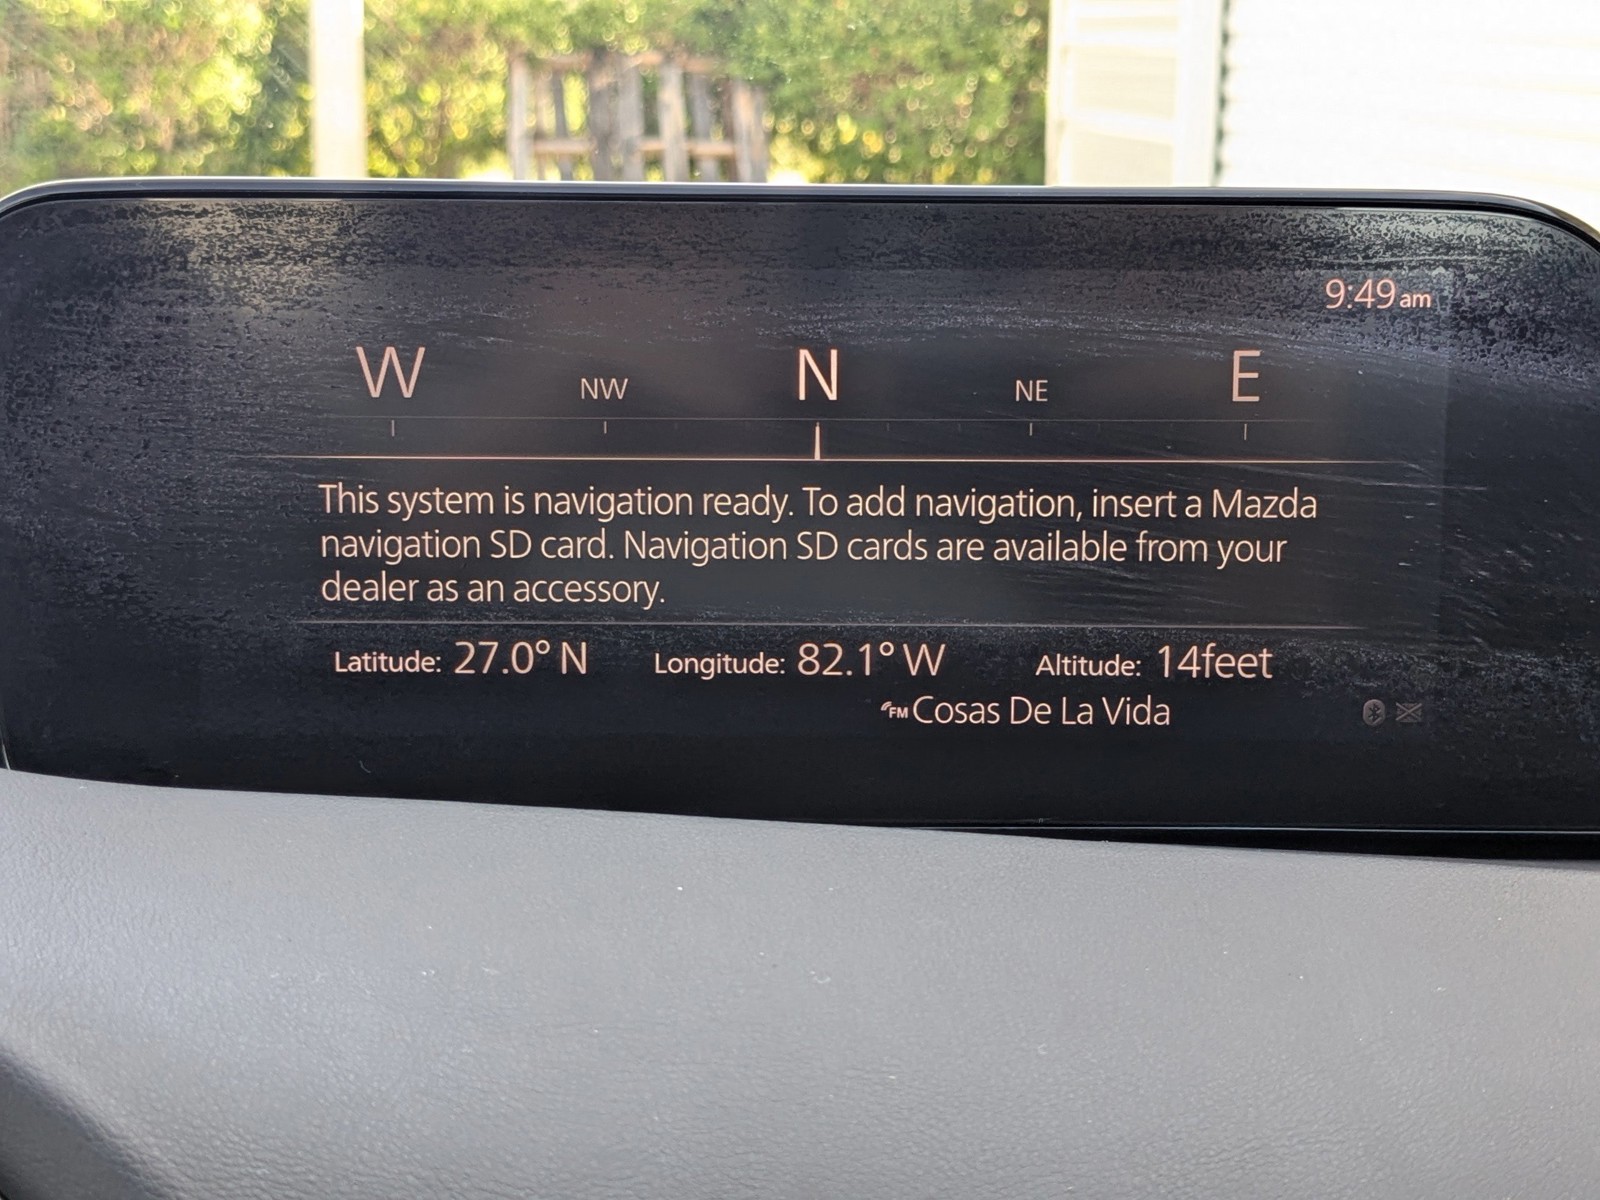 9:49am
W NW N NE E
This system is navigation ready. To add navigation, insert a Mazda
navigation SD card. Navigation SD cards are available from your
dealer as an accessory.
Latitude: 27.0° N Longitude: 82.1° W Altitude: 14feet
FM Cosas De La Vida